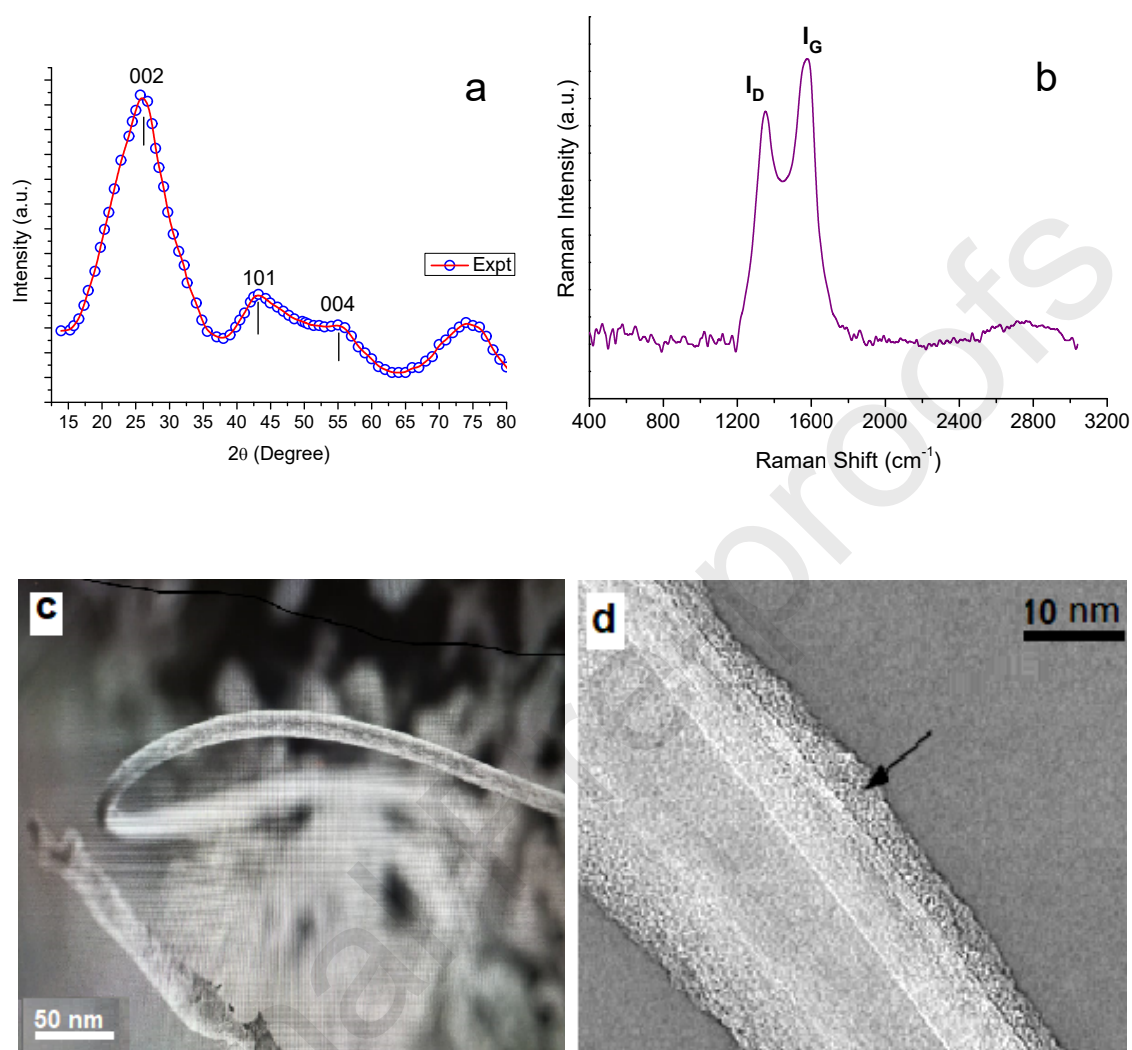 a
002
101
004
Expt
Intensity (a.u.)
15 20 25 30 35 40 45 50 55 60 65 70 75 80
2θ (Degree)
b
I_D
I_G
Raman Intensity (a.u.)
400 800 1200 1600 2000 2400 2800 3200
Raman Shift (cm⁻¹)
c
50 nm
d
10 nm
proofs